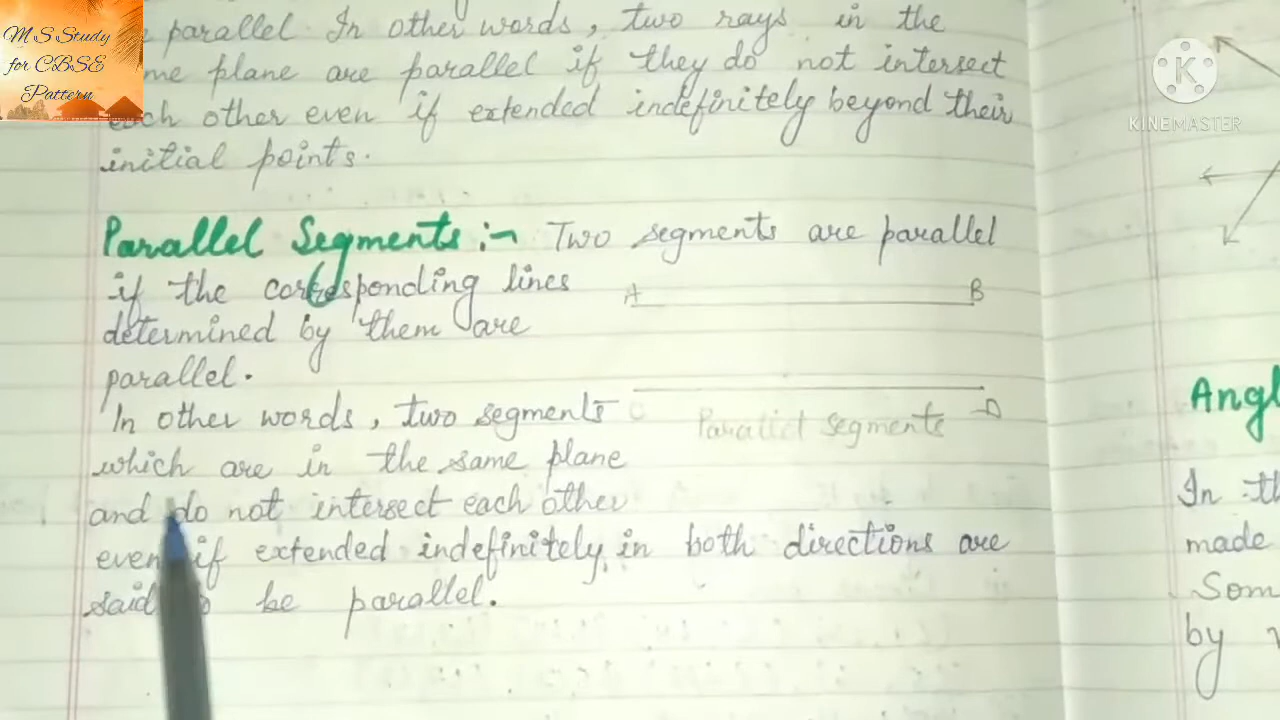 M S Study
for CBSE
Pattern
KINEMASTER
parallel. In other words, two rays in the
plane are parallel if they do not intersect
each other even if extended indefinitely beyond their
initial points.
Parallel Segments :- Two segments are parallel
if the corresponding lines
determined by them are
parallel.
A B
In other words, two segments
which are in the same plane
and do not intersect each other
even if extended indefinitely in both directions are
said be parallel.
C D
Parallel Segments
Angl
In th
made
Som
by